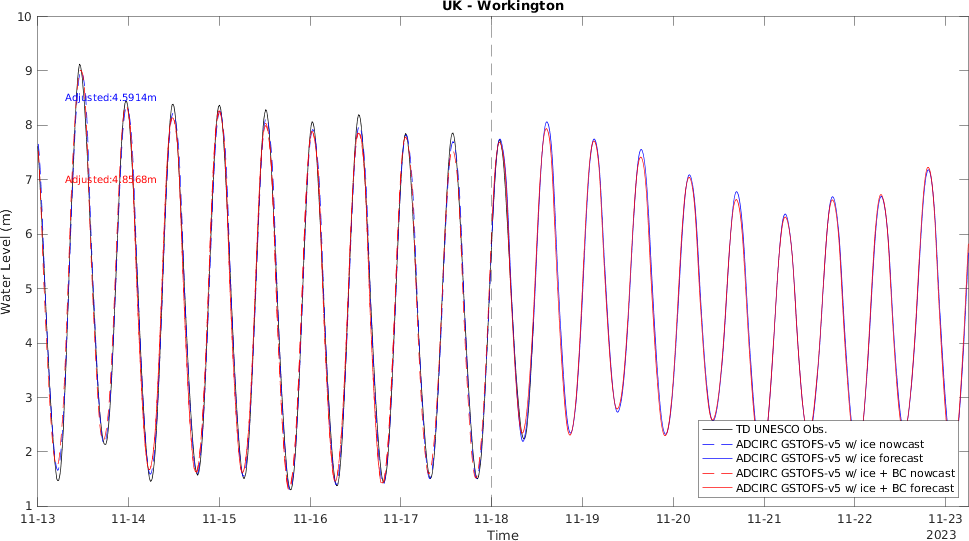 UK - Workington
10
9
8
7
6
5
4
3
2
1
Water Level (m)
Adjusted:4.5914m
Adjusted:4.8568m
TD UNESCO Obs.
ADCIRC GSTOFS-v5 w/ ice nowcast
ADCIRC GSTOFS-v5 w/ ice forecast
ADCIRC GSTOFS-v5 w/ ice + BC nowcast
ADCIRC GSTOFS-v5 w/ ice + BC forecast
11-13 11-14 11-15 11-16 11-17 11-18 11-19 11-20 11-21 11-22 11-23
Time
2023